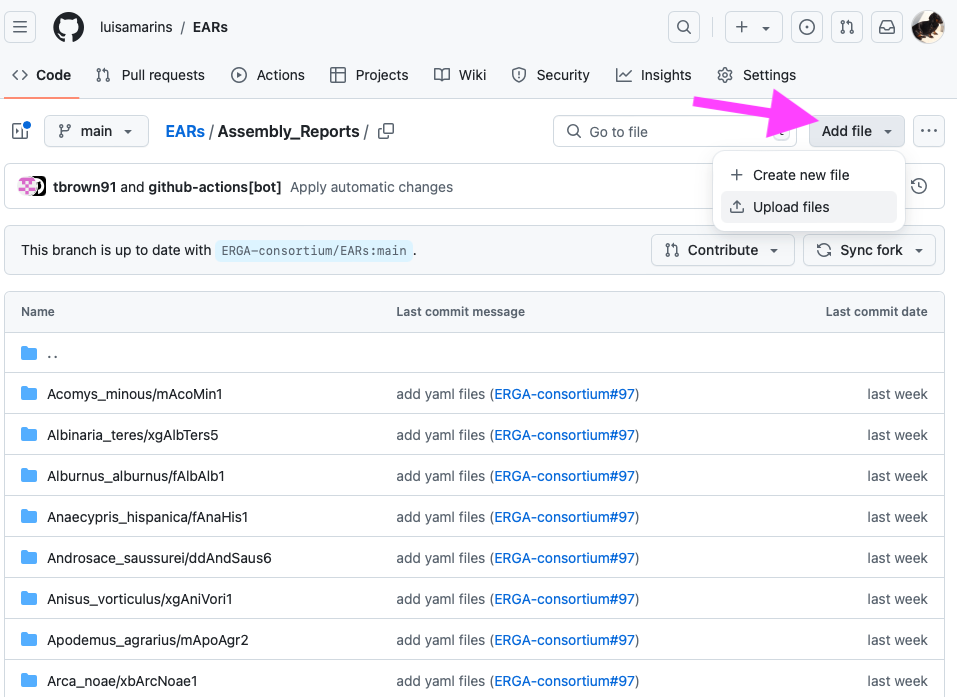 luisamarins / EARs
Code Pull requests Actions Projects Wiki Security Insights Settings
main EARs / Assembly_Reports / Go to file Add file
Create new file
Upload files
tbrown91 and github-actions[bot] Apply automatic changes
This branch is up to date with ERGA-consortium/EARs:main. Contribute Sync fork
Name Last commit message Last commit date
..
Acomys_minous/mAcoMin1 add yaml files (ERGA-consortium#97) last week
Albinaria_teres/xgAlbTers5 add yaml files (ERGA-consortium#97) last week
Alburnus_alburnus/fAlbAlb1 add yaml files (ERGA-consortium#97) last week
Anaecypris_hispanica/fAnaHis1 add yaml files (ERGA-consortium#97) last week
Androsace_saussurei/ddAndSaus6 add yaml files (ERGA-consortium#97) last week
Anisus_vorticulus/xgAniVori1 add yaml files (ERGA-consortium#97) last week
Apodemus_agrarius/mApoAgr2 add yaml files (ERGA-consortium#97) last week
Arca_noae/xbArcNoae1 add yaml files (ERGA-consortium#97) last week